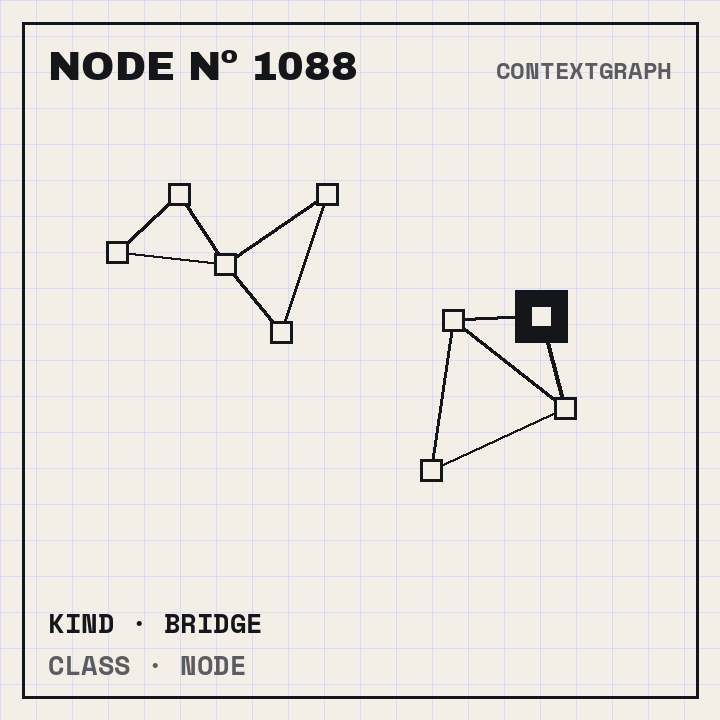 NODE Nº 1088
CONTEXTGRAPH
KIND · BRIDGE
CLASS · NODE